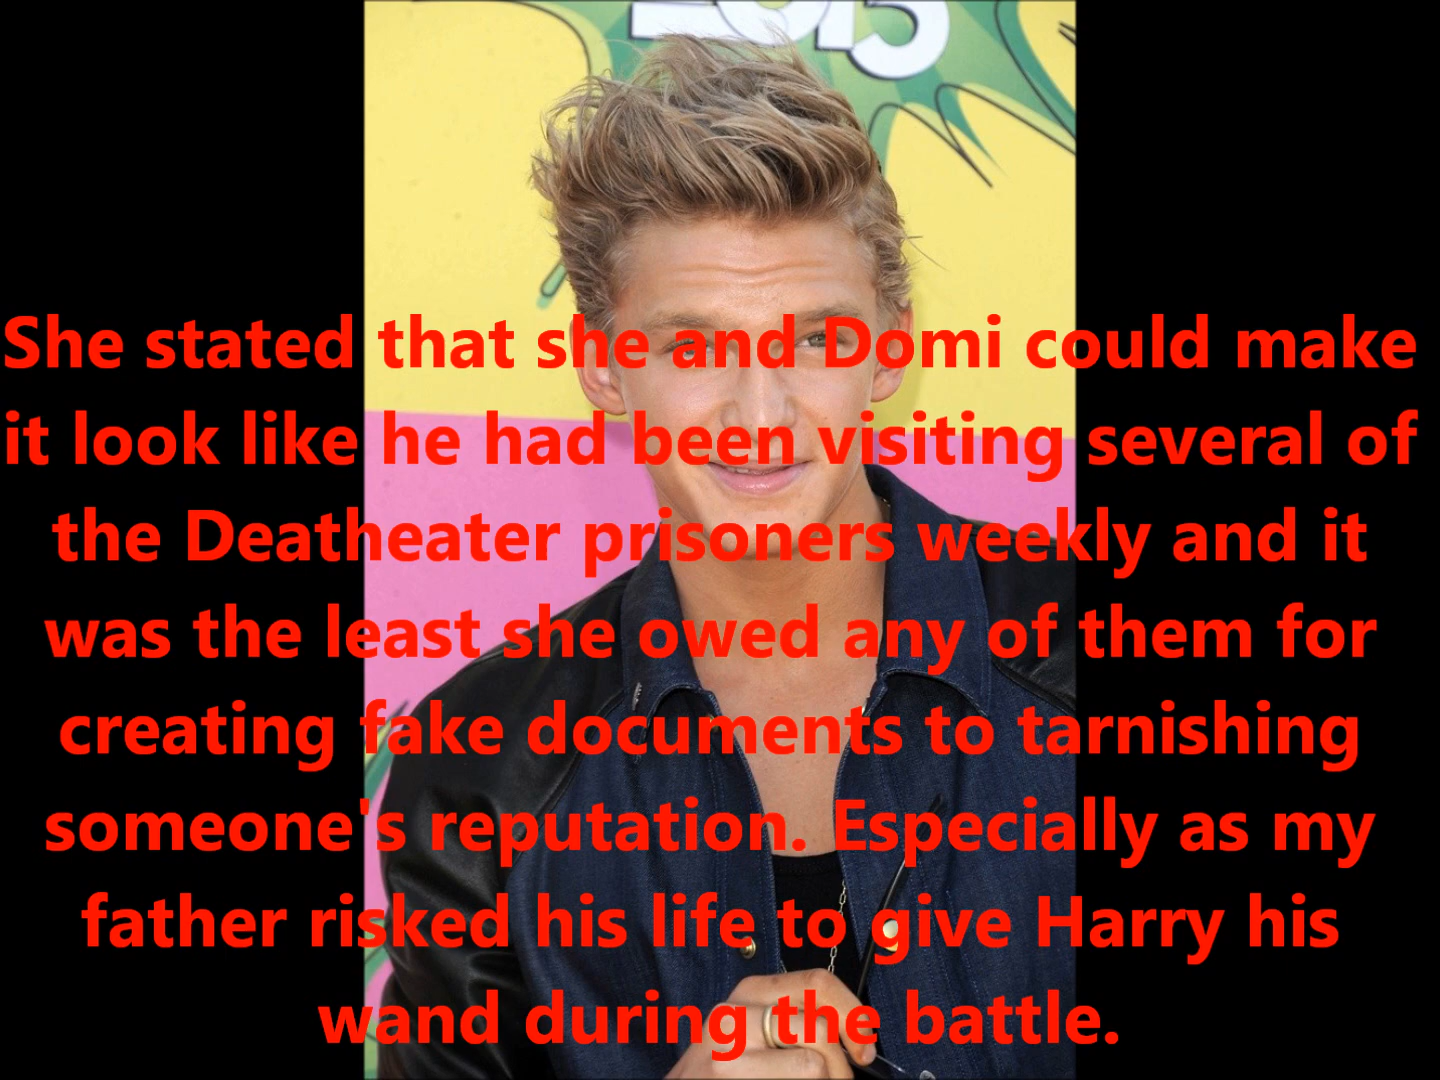 2013
She stated that she and Domi could make
it look like he had been visiting several of
the Deatheater prisoners weekly and it
was the least she owed any of them for
creating fake documents to tarnishing
someone's reputation. Especially as my
father risked his life to give Harry his
wand during the battle.